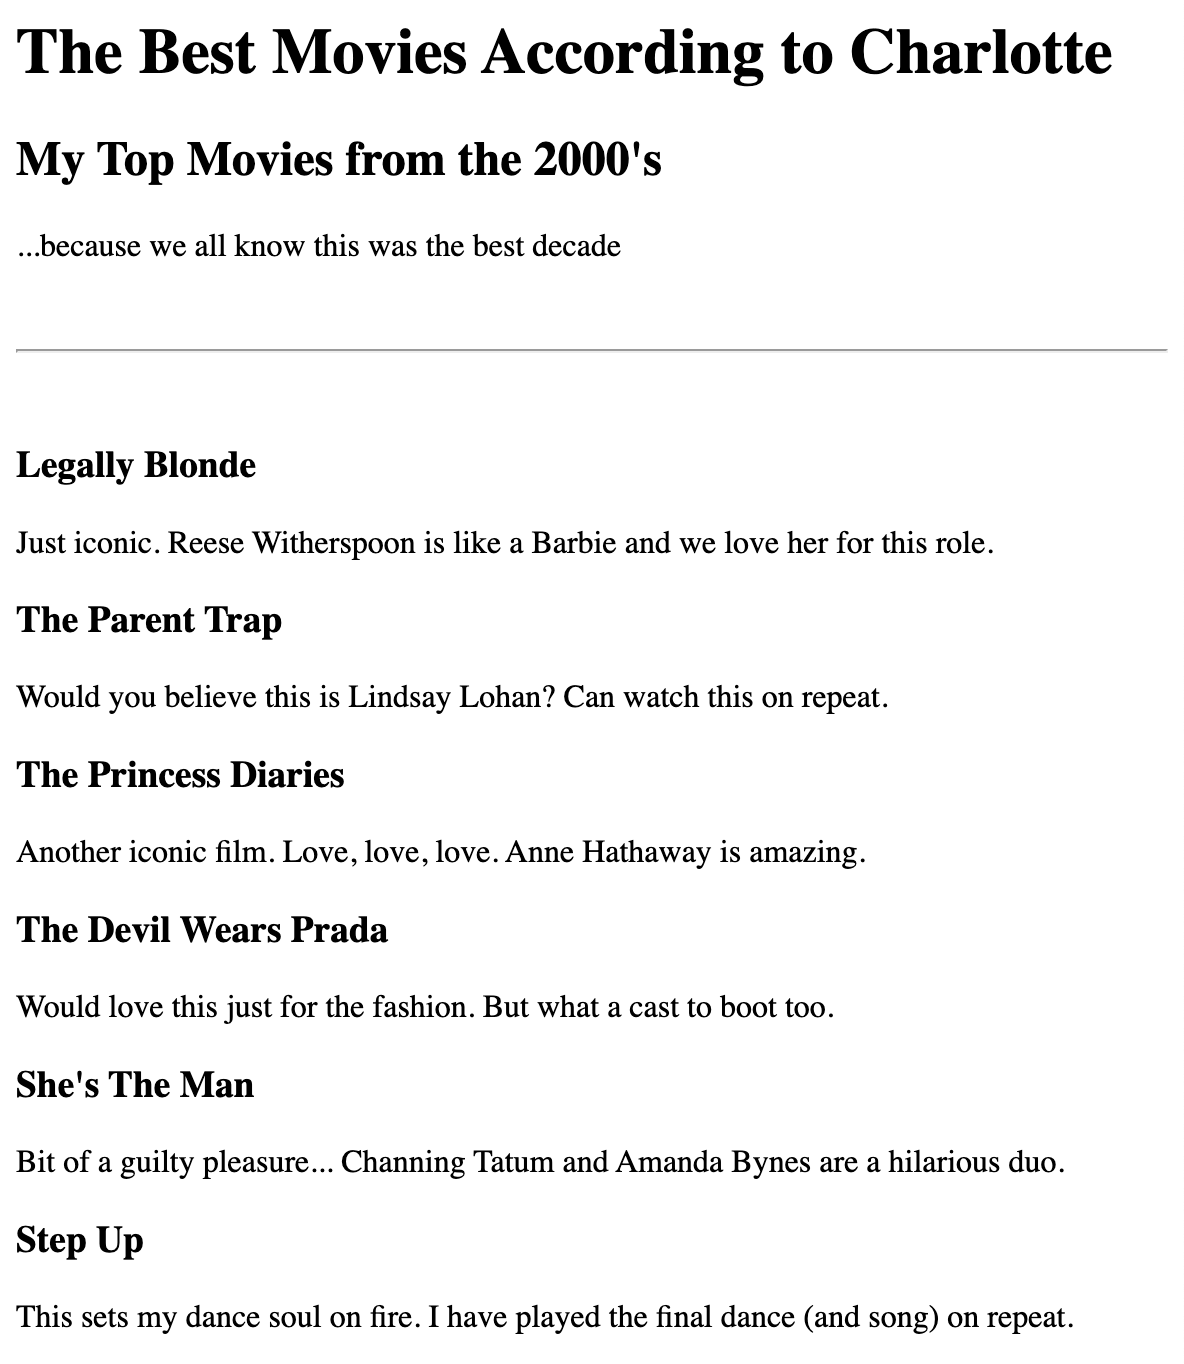 The Best Movies According to Charlotte
My Top Movies from the 2000's
...because we all know this was the best decade
Legally Blonde
Just iconic. Reese Witherspoon is like a Barbie and we love her for this role.
The Parent Trap
Would you believe this is Lindsay Lohan? Can watch this on repeat.
The Princess Diaries
Another iconic film. Love, love, love. Anne Hathaway is amazing.
The Devil Wears Prada
Would love this just for the fashion. But what a cast to boot too.
She's The Man
Bit of a guilty pleasure... Channing Tatum and Amanda Bynes are a hilarious duo.
Step Up
This sets my dance soul on fire. I have played the final dance (and song) on repeat.